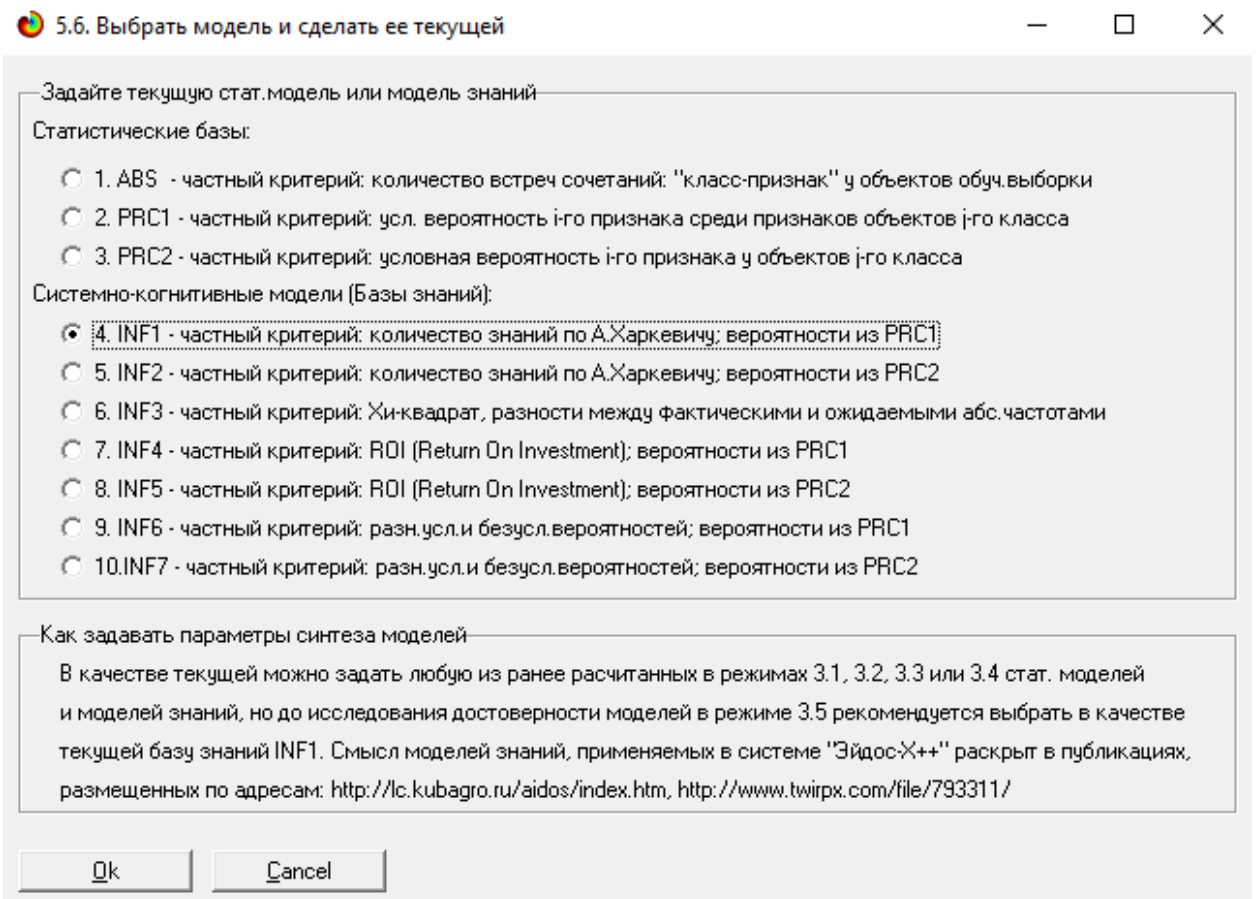 5.6. Выбрать модель и сделать ее текущей
Задайте текущую стат.модель или модель знаний
Статистические базы:
1. ABS - частный критерий: количество встреч сочетаний: "класс-признак" у объектов обуч.выборки
2. PRC1 - частный критерий: усл. вероятность i-го признака среди признаков объектов j-го класса
3. PRC2 - частный критерий: условная вероятность i-го признака у объектов j-го класса
Системно-когнитивные модели (Базы знаний):
4. INF1 - частный критерий: количество знаний по А.Харкевичу; вероятности из PRC1
5. INF2 - частный критерий: количество знаний по А.Харкевичу; вероятности из PRC2
6. INF3 - частный критерий: Хи-квадрат, разности между фактическими и ожидаемыми абс.частотами
7. INF4 - частный критерий: ROI (Return On Investment); вероятности из PRC1
8. INF5 - частный критерий: ROI (Return On Investment); вероятности из PRC2
9. INF6 - частный критерий: разн.усл.и безусл.вероятностей; вероятности из PRC1
10.INF7 - частный критерий: разн.усл.и безусл.вероятностей; вероятности из PRC2
Как задавать параметры синтеза моделей
В качестве текущей можно задать любую из ранее расчитанных в режимах 3.1, 3.2, 3.3 или 3.4 стат. моделей
и моделей знаний, но до исследования достоверности моделей в режиме 3.5 рекомендуется выбрать в качестве
текущей базу знаний INF1. Смысл моделей знаний, применяемых в системе "Эйдос-X++" раскрыт в публикациях,
размещенных по адресам: http://lc.kubagro.ru/aidos/index.htm, http://www.twirpx.com/file/793311/
Ok Cancel